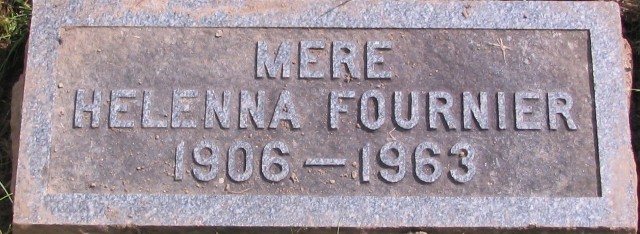 MERE
HELENNA FOURNIER
1906 — 1963